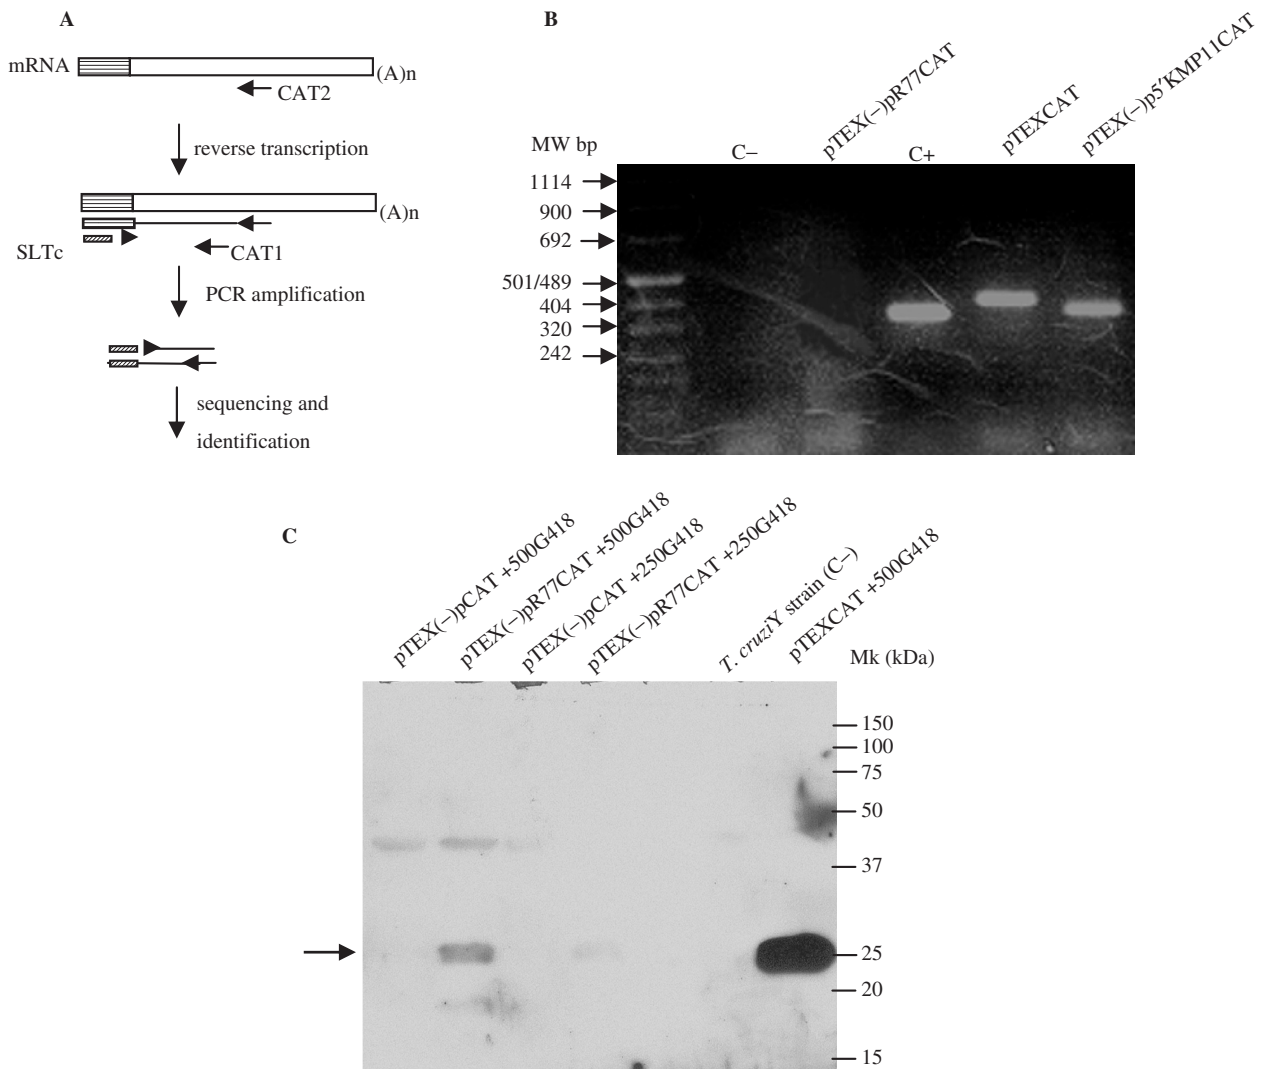 A
mRNA
(A)n
CAT2
reverse transcription
(A)n
SLTc
CAT1
PCR amplification
sequencing and
identification
B
MW bp
C−
pTEX(−)pR77CAT
C+
pTEXCAT
pTEX(−)p5′KMP11CAT
1114
900
692
501/489
404
320
242
C
pTEX(−)pCAT +500G418
pTEX(−)pR77CAT +500G418
pTEX(−)pCAT +250G418
pTEX(−)pR77CAT +250G418
T. cruziY strain (C−)
pTEXCAT +500G418
Mk (kDa)
150
100
75
50
37
25
20
15